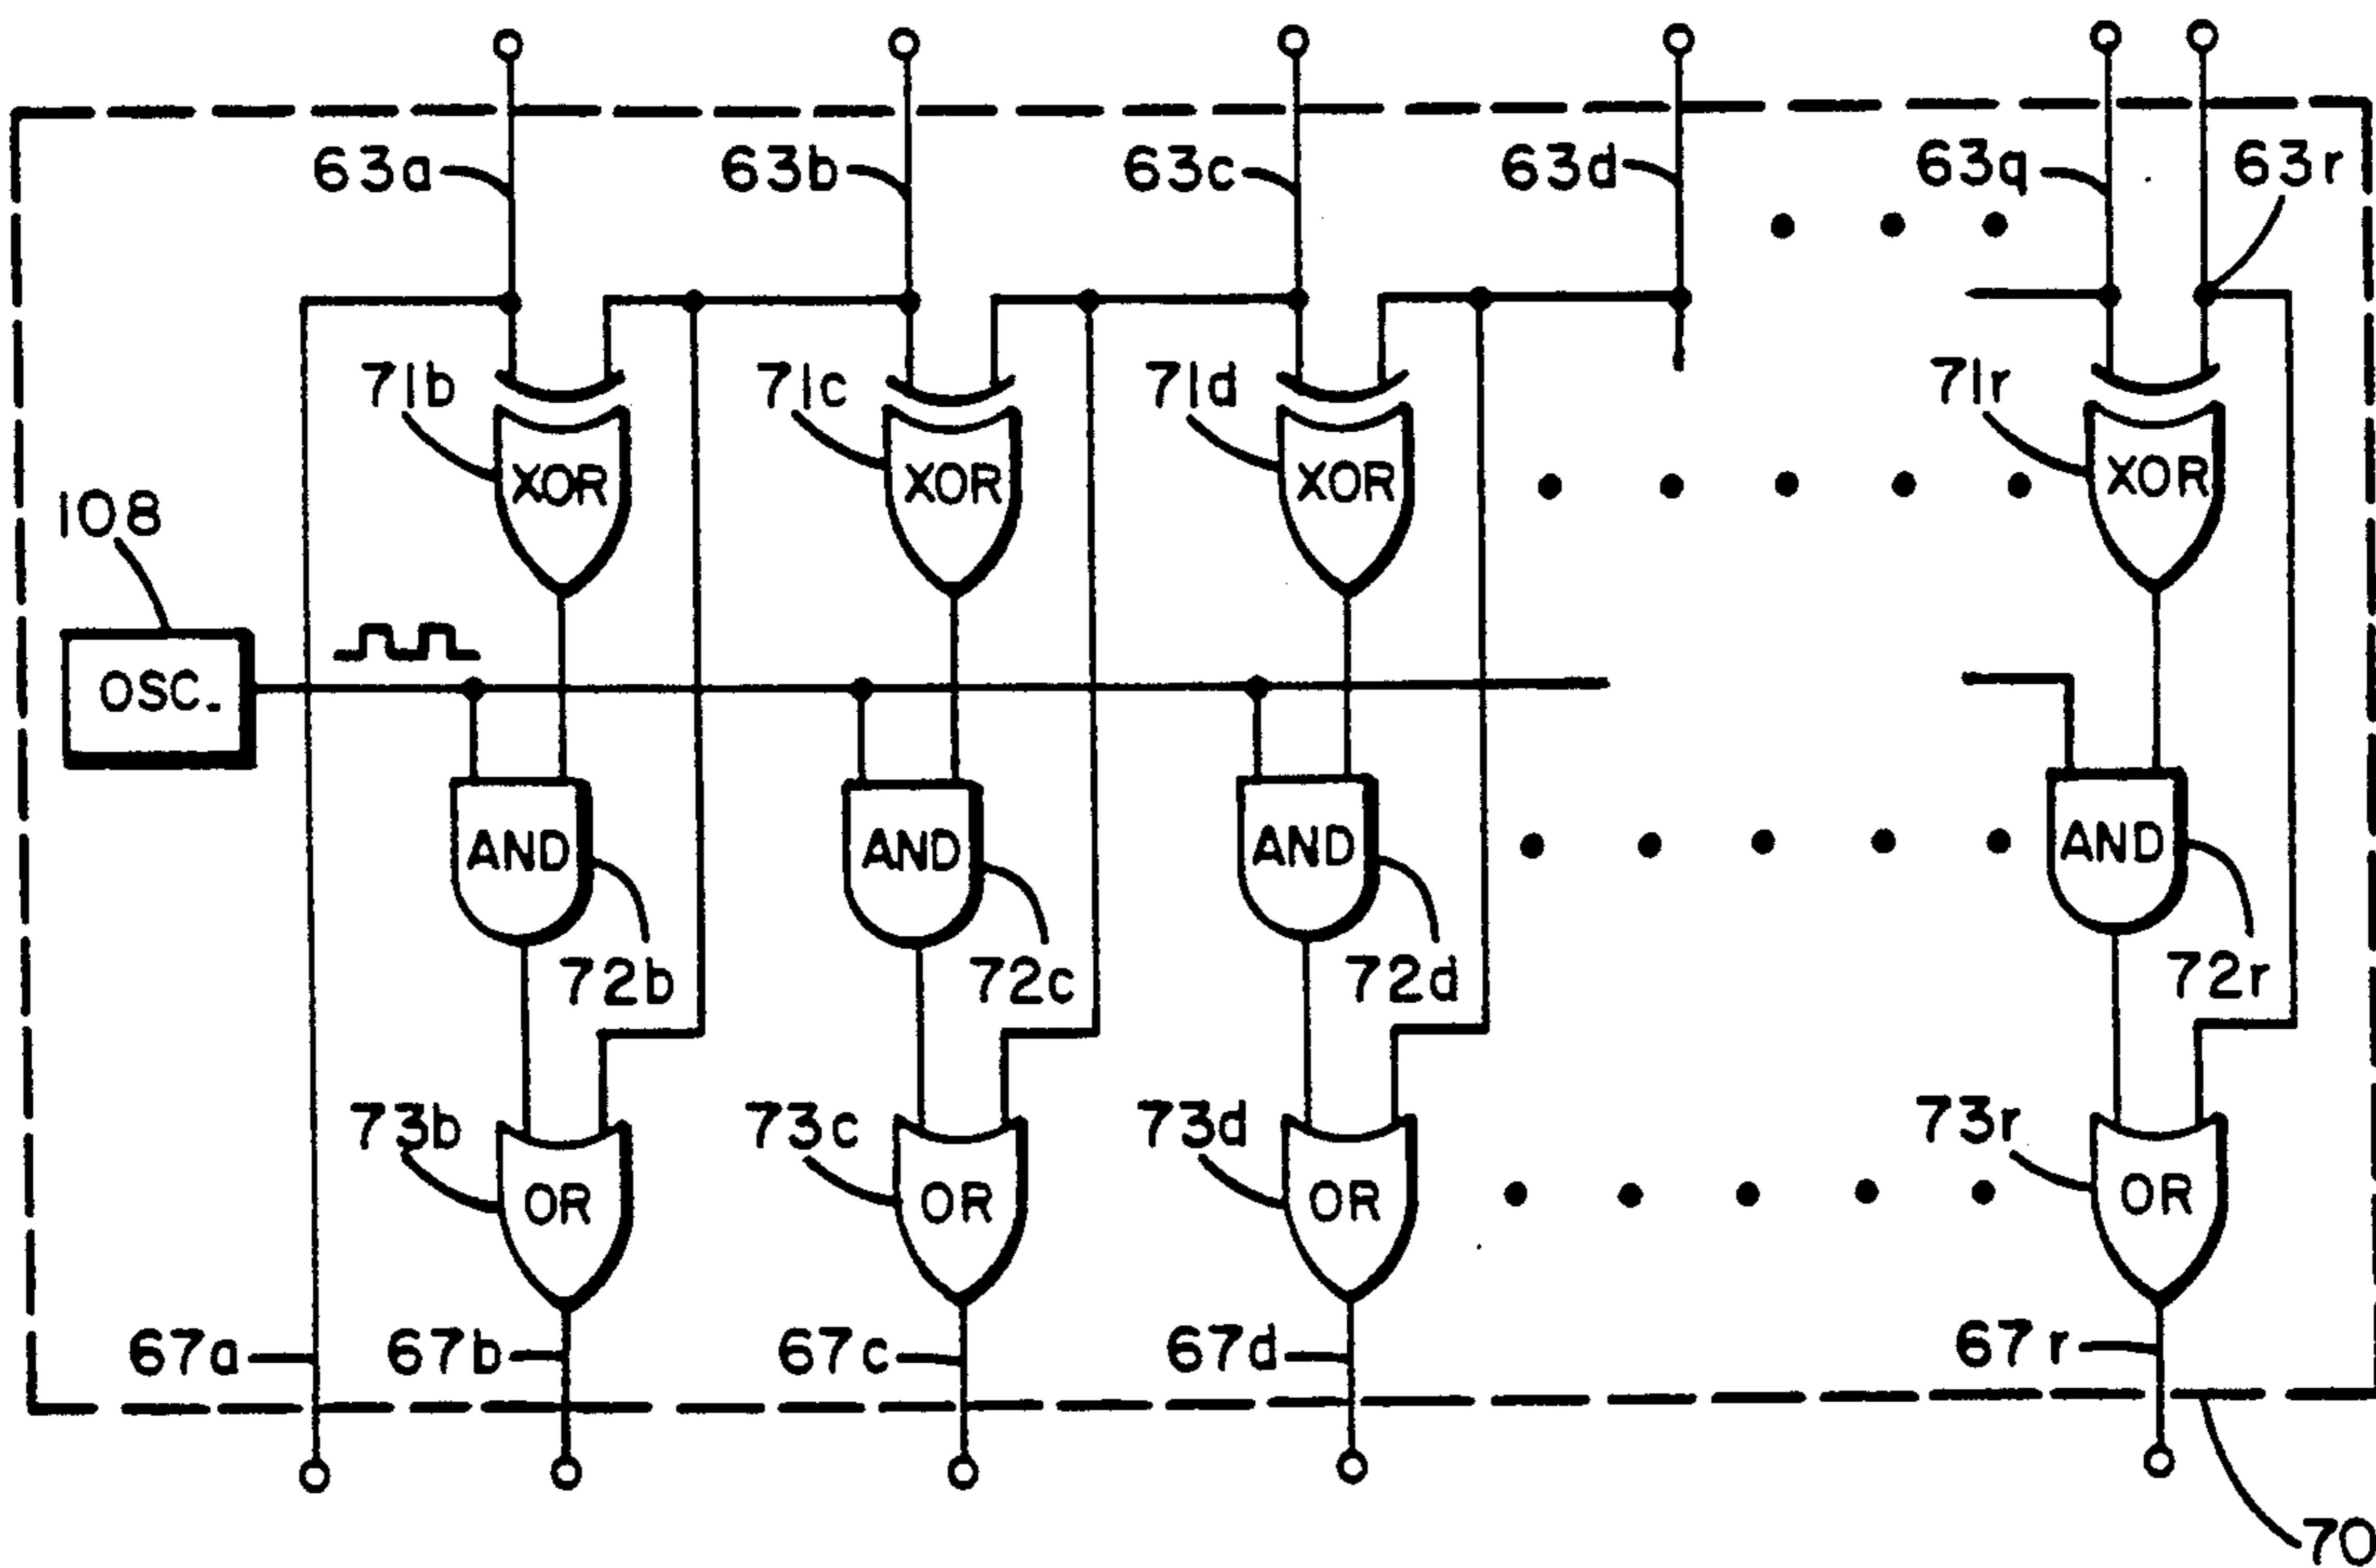 63a 63b 63c 63d 63q 63r
71b 71c 71d 71r
XOR XOR XOR XOR
108
OSC.
AND AND AND AND
72b 72c 72d 72r
73b 73c 73d 73r
OR OR OR OR
67a 67b 67c 67d 67r
70